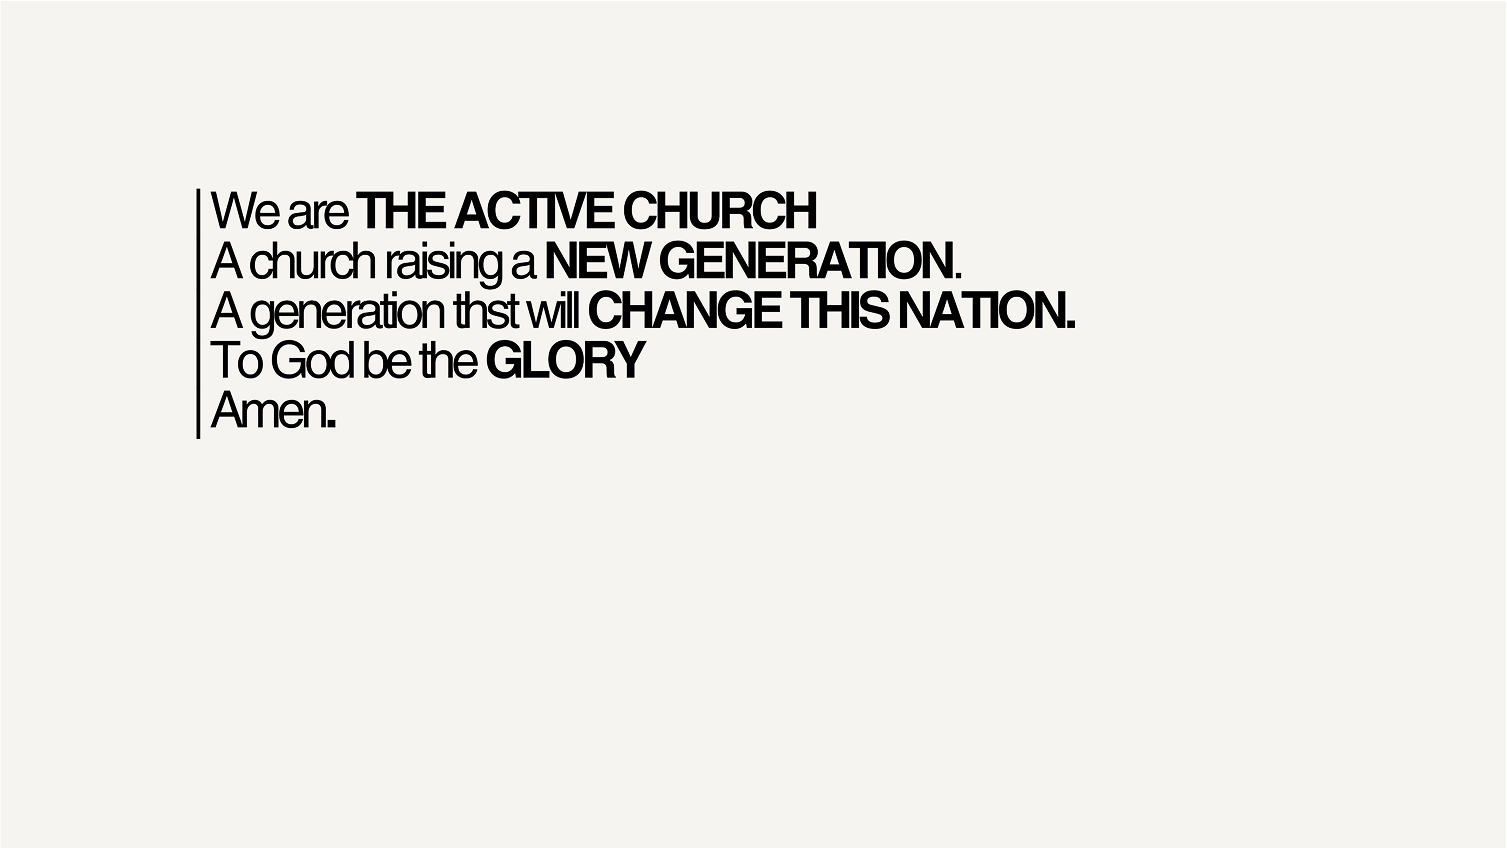 We are THE ACTIVE CHURCH
A church raising a NEW GENERATION.
A generation thst will CHANGE THIS NATION.
To God be the GLORY
Amen.